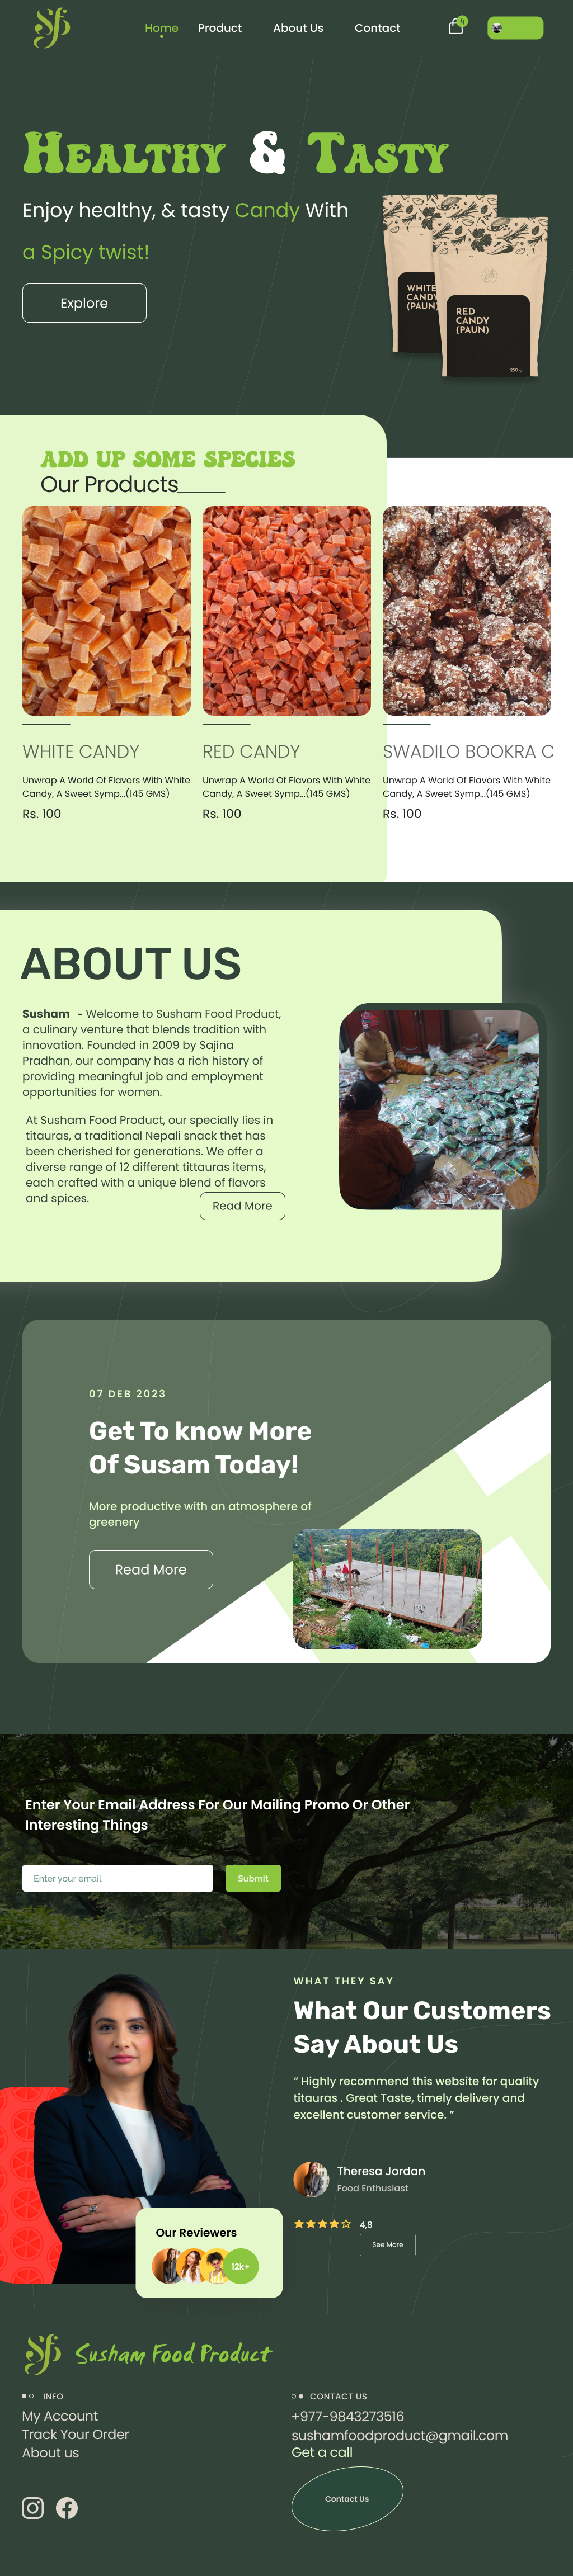 Home Product About Us Contact
4
Healthy & Tasty
Enjoy healthy, & tasty Candy With
a Spicy twist!
Explore
WHITE
CANDY
(PAUN)
RED
CANDY
(PAUN)
250 g
ADD UP SOME SPECIES
Our Products
WHITE CANDY
Unwrap A World Of Flavors With White
Candy, A Sweet Symp...(145 GMS)
Rs. 100
RED CANDY
Unwrap A World Of Flavors With White
Candy, A Sweet Symp...(145 GMS)
Rs. 100
SWADILO BOOKRA C
Unwrap A World Of Flavors With White
Candy, A Sweet Symp...(145 GMS)
Rs. 100
ABOUT US
Susham - Welcome to Susham Food Product,
a culinary venture that blends tradition with
innovation. Founded in 2009 by Sajina
Pradhan, our company has a rich history of
providing meaningful job and employment
opportunities for women.
At Susham Food Product, our specially lies in
titauras, a traditional Nepali snack thet has
been cherished for generations. We offer a
diverse range of 12 different tittauras items,
each crafted with a unique blend of flavors
and spices.
Read More
07 DEB 2023
Get To know More
Of Susam Today!
More productive with an atmosphere of
greenery
Read More
Enter Your Email Address For Our Mailing Promo Or Other
Interesting Things
Enter your email
Submit
WHAT THEY SAY
What Our Customers
Say About Us
“ Highly recommend this website for quality
titauras . Great Taste, timely delivery and
excellent customer service. ”
Theresa Jordan
Food Enthusiast
4,8
See More
Our Reviewers
12k+
Susham Food Product
INFO
My Account
Track Your Order
About us
CONTACT US
+977-9843273516
sushamfoodproduct@gmail.com
Get a call
Contact Us